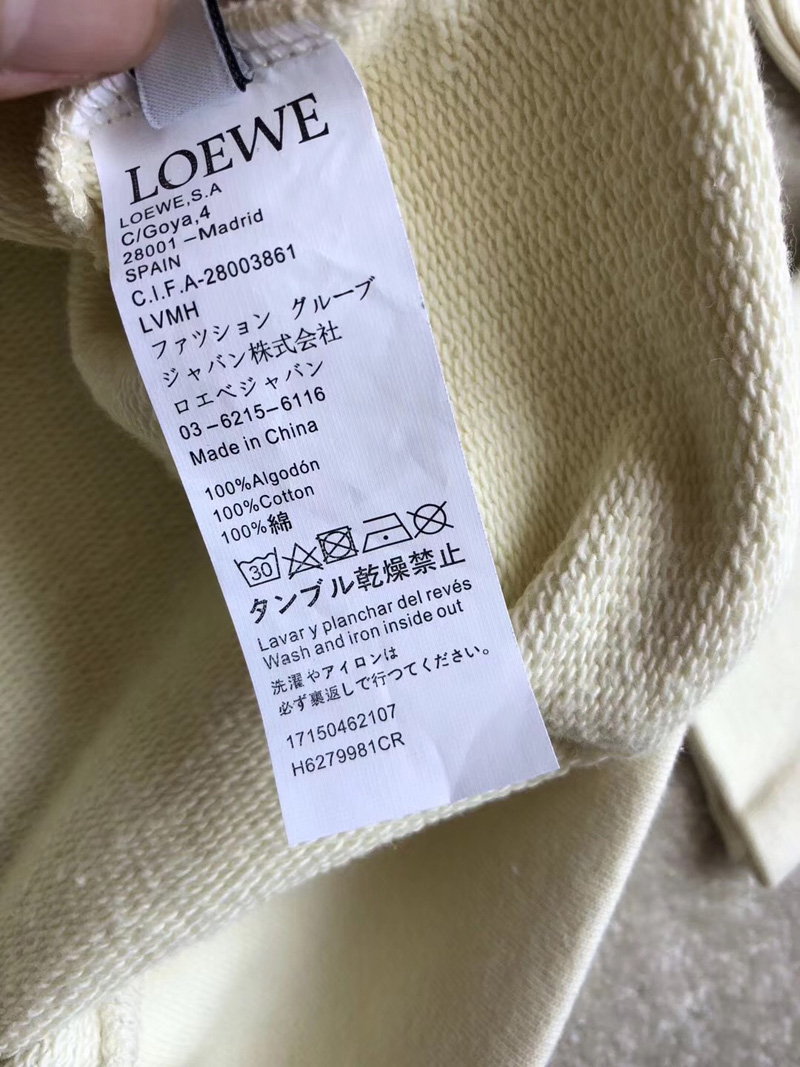 LOEWE
LOEWE,S.A
C/Goya,4
28001 –Madrid
SPAIN
C.I.F.A-28003861
LVMH
ファツション グループ
ジャバン株式会社
ロエベジャバン
03–6215–6116
Made in China
100%Algodón
100%Cotton
100%綿
30
タンブル乾燥禁止
Lavar y planchar del revés
Wash and iron inside out
洗濯やアイロンは
必ず裏返しで行つてください。
17150462107
H6279981CR